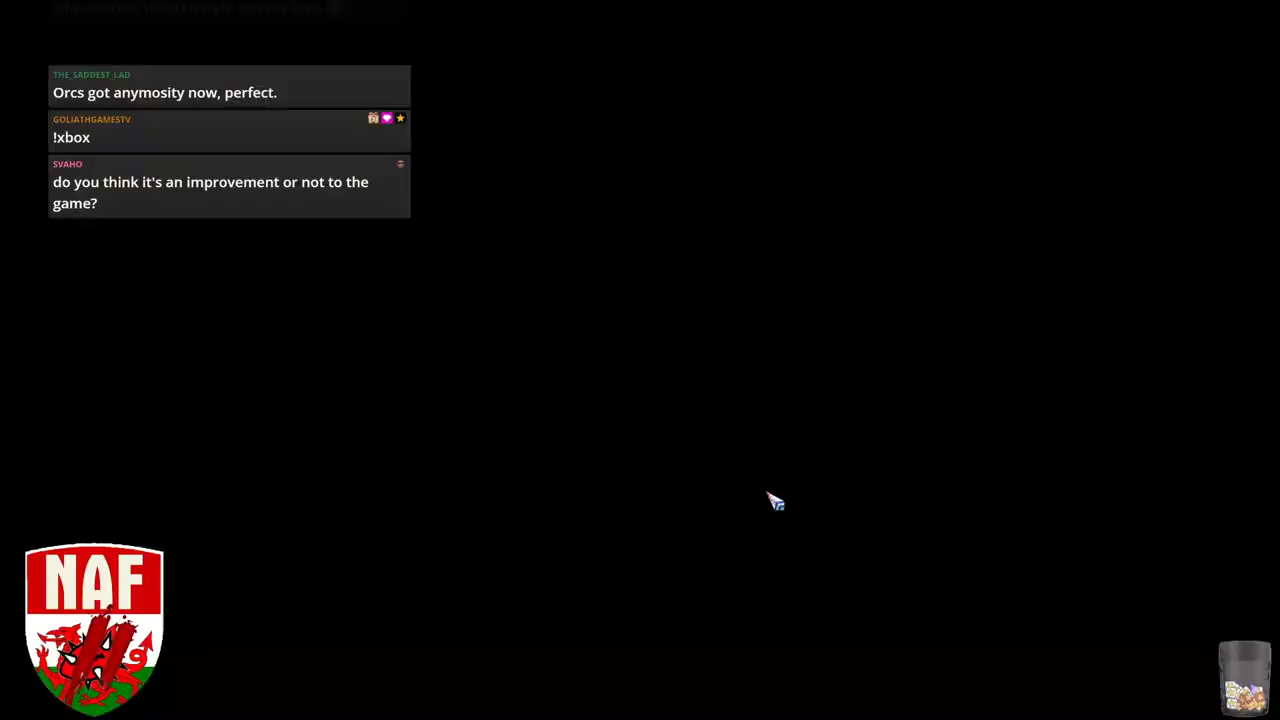 THE_SADDEST_LAD
Orcs got anymosity now, perfect.
GOLIATHGAMESTV
!xbox
SVAHO
do you think it's an improvement or not to the
game?
NAF